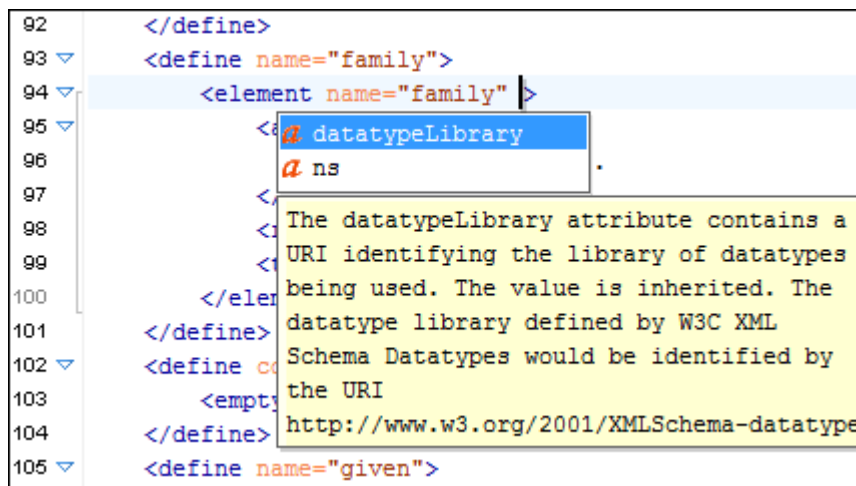 92 </define>
93 <define name="family">
94 <element name="family" >
95 <a
datatypeLibrary
96 ns .
97 </
98
The datatypeLibrary attribute contains a
99 <t
URI identifying the library of datatypes
100 </elem
being used. The value is inherited. The
101 </define>
datatype library defined by W3C XML
102 <define co
Schema Datatypes would be identified by
103 <empty
the URI
104 </define>
http://www.w3.org/2001/XMLSchema-datatype
105 <define name="given">